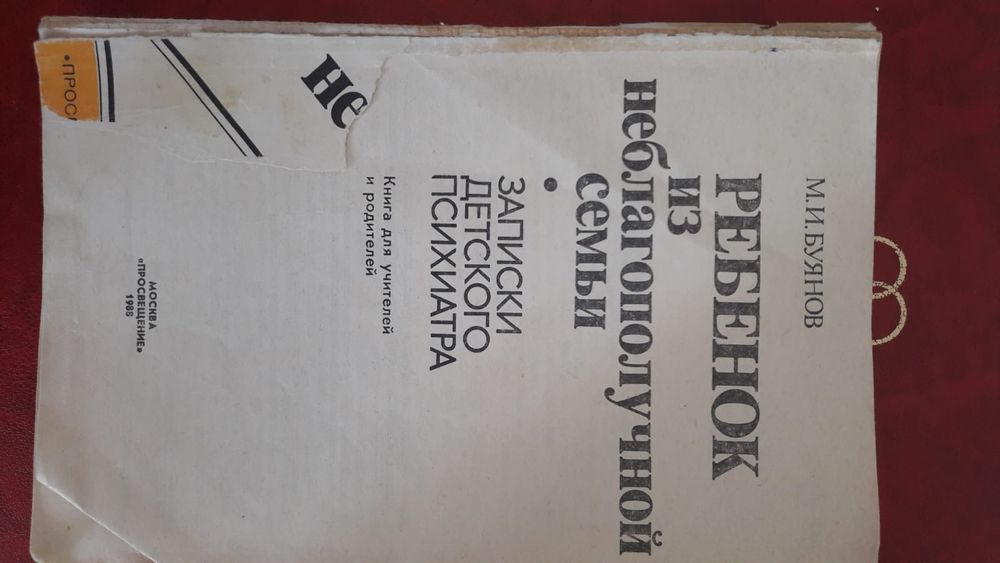 М.И.БУЯНОВ
РЕБЕНОК
из
неблагополучной
семьи
•
ЗАПИСКИ
ДЕТСКОГО
ПСИХИАТРА
Книга для учителей
и родителей
не
МОСКВА
«ПРОСВЕЩЕНИЕ»
1988